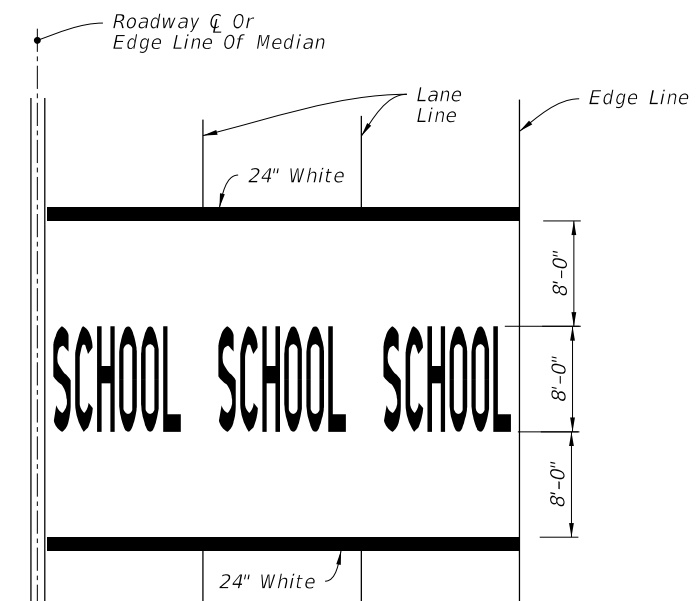 Roadway ℄ Or
Edge Line Of Median
Lane
Line
Edge Line
24" White
8'-0"
SCHOOL SCHOOL SCHOOL
8'-0"
8'-0"
24" White